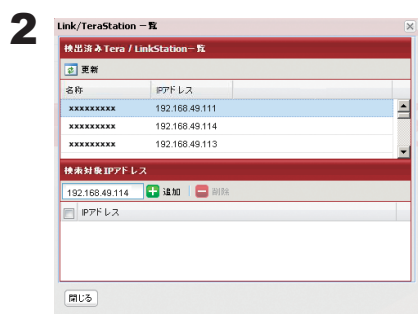 2
Link/TeraStation 一覧
検出済みTera / LinkStation一覧
更新
名称 IPアドレス
xxxxxxxxx 192.168.49.111
xxxxxxxxx 192.168.49.114
xxxxxxxxx 192.168.49.113
検索対象IPアドレス
192.168.49.114 追加 削除
IPアドレス
閉じる